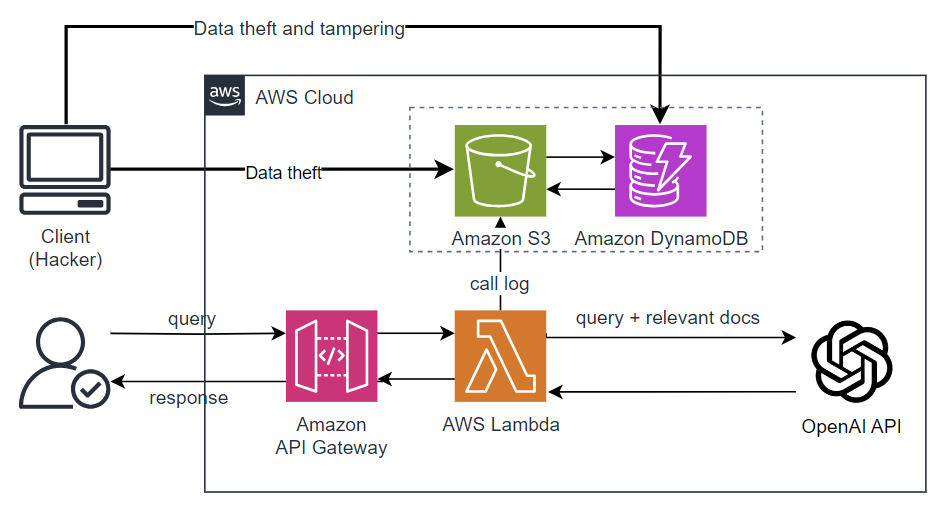 Data theft and tampering
aws
AWS Cloud
Data theft
Client
(Hacker)
Amazon S3
Amazon DynamoDB
call log
query
query + relevant docs
</>
response
Amazon
API Gateway
AWS Lambda
OpenAI API